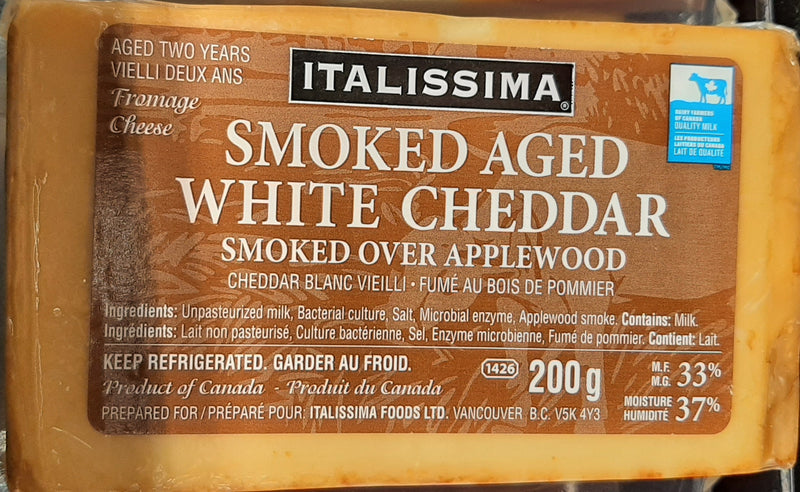 AGED TWO YEARS
VIELLI DEUX ANS
Fromage
Cheese
ITALISSIMA®
DAIRY FARMERS
OF CANADA
QUALITY MILK
LES PRODUCTEURS
LAITIERS DU CANADA
LAIT DE QUALITÉ
SMOKED AGED
WHITE CHEDDAR
SMOKED OVER APPLEWOOD
CHEDDAR BLANC VIEILLI • FUMÉ AU BOIS DE POMMIER
Ingredients: Unpasteurized milk, Bacterial culture, Salt, Microbial enzyme, Applewood smoke. Contains: Milk.
Ingrédients: Lait non pasteurisé, Culture bactérienne, Sel, Enzyme microbienne, Fumé de pommier. Contient: Lait.
KEEP REFRIGERATED. GARDER AU FROID.
Product of Canada - Produit du Canada
PREPARED FOR / PRÉPARÉ POUR: ITALISSIMA FOODS LTD. VANCOUVER, B.C. V5K 4Y3
1426
200 g
M.F.
M.G. 33%
MOISTURE
HUMIDITÉ 37%